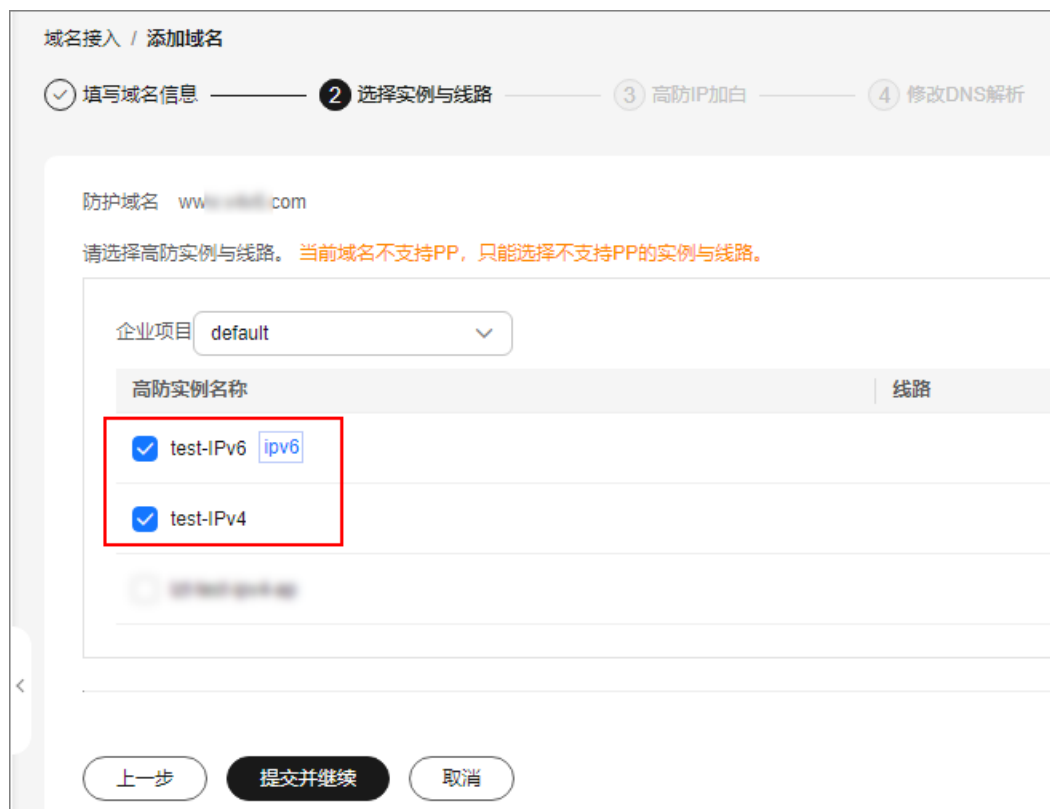 域名接入 / 添加域名
填写域名信息 2 选择实例与线路 3 高防IP加白 4 修改DNS解析
防护域名 ww com
请选择高防实例与线路。 当前域名不支持PP，只能选择不支持PP的实例与线路。
企业项目 default
高防实例名称 线路
test-IPv6 ipv6
test-IPv4
上一步 提交并继续 取消